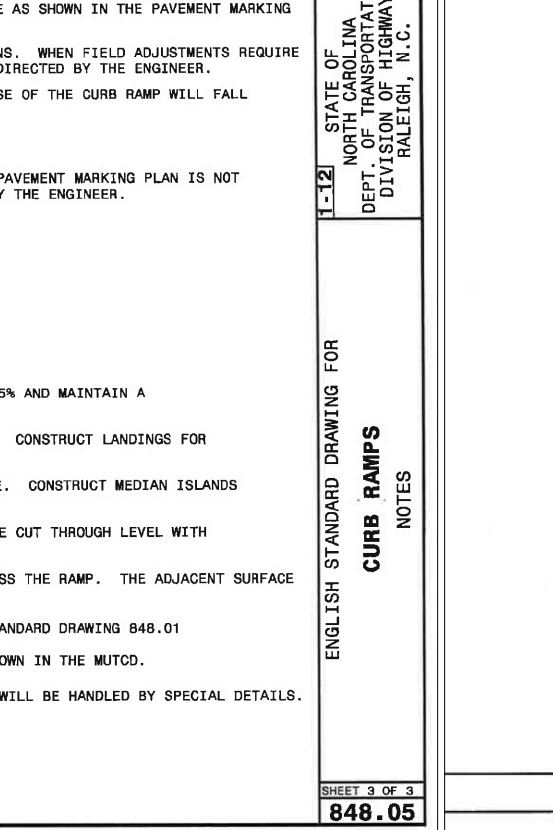 E AS SHOWN IN THE PAVEMENT MARKING
NS. WHEN FIELD ADJUSTMENTS REQUIRE
DIRECTED BY THE ENGINEER.
SE OF THE CURB RAMP WILL FALL
PAVEMENT MARKING PLAN IS NOT
Y THE ENGINEER.
5% AND MAINTAIN A
CONSTRUCT LANDINGS FOR
E. CONSTRUCT MEDIAN ISLANDS
E CUT THROUGH LEVEL WITH
SS THE RAMP. THE ADJACENT SURFACE
ANDARD DRAWING 848.01
OWN IN THE MUTCD.
WILL BE HANDLED BY SPECIAL DETAILS.
1-12
STATE OF
NORTH CAROLINA
DEPT. OF TRANSPORTAT
DIVISION OF HIGHWAY
RALEIGH, N.C.
ENGLISH STANDARD DRAWING FOR
CURB RAMPS
NOTES
SHEET 3 OF 3
848.05